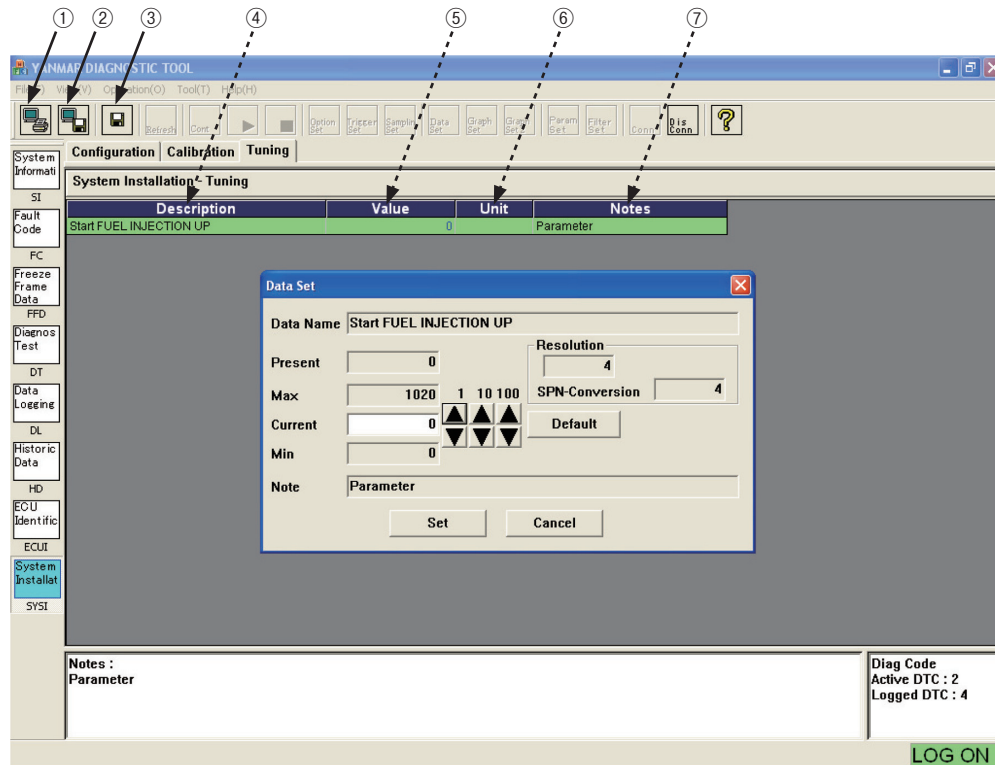 ① ② ③ ④ ⑤ ⑥ ⑦
YANMAR DIAGNOSTIC TOOL
View(V) Operation(O) Tool(T) Help(H)
Refresh Cont. Option Set Trigger Set Data Set Graph Set Param Set Filter Set Conn Dis Conn ?
Configuration Calibration Tuning
System Installation - Tuning
Description Value Unit Notes
Start FUEL INJECTION UP 0 Parameter
System
Informati
SI
Fault
Code
FC
Freeze
Frame
Data
FFD
Diagnos
Test
DT
Data
Logging
DL
Historic
Data
HD
ECU
Identific
ECUI
System
Installat
SYSI
Data Set
Data Name Start FUEL INJECTION UP
Present 0
Max 1020
Current 0
Min 0
1 10 100
Resolution
4
SPN-Conversion 4
Default
Note Parameter
Set Cancel
Notes :
Parameter
Diag Code
Active DTC : 2
Logged DTC : 4
LOG ON